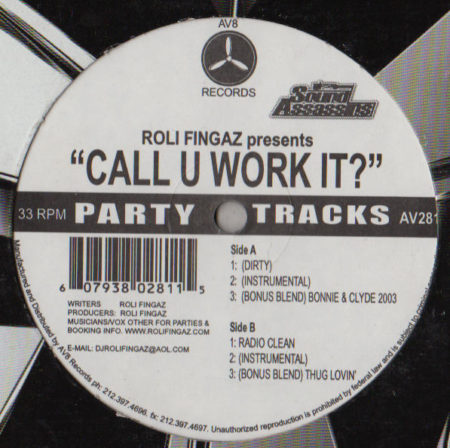 AV8
RECORDS
Sound
Assassins
ROLI FINGAZ presents
"CALL U WORK IT?"
33 RPM PARTY TRACKS AV281
6 07938 02811 5
WRITERS ROLI FINGAZ
PRODUCERS: ROLI FINGAZ
MUSICIANS/VOX OTHER FOR PARTIES &
BOOKING INFO. WWW.ROLIFINGAZ.COM
E-MAIL: DJROLIFINGAZ@AOL.COM
Side A
1: (DIRTY)
2: (INSTRUMENTAL)
3: (BONUS BLEND) BONNIE & CLYDE 2003
Side B
1: RADIO CLEAN
2: (INSTRUMENTAL)
3: (BONUS BLEND) THUG LOVIN'
Manufactured and Distributed by AV8 Records ph: 212.397.4696. fx: 212.397.4697. Unauthorized reproduction is prohibited by federal law and is subject to